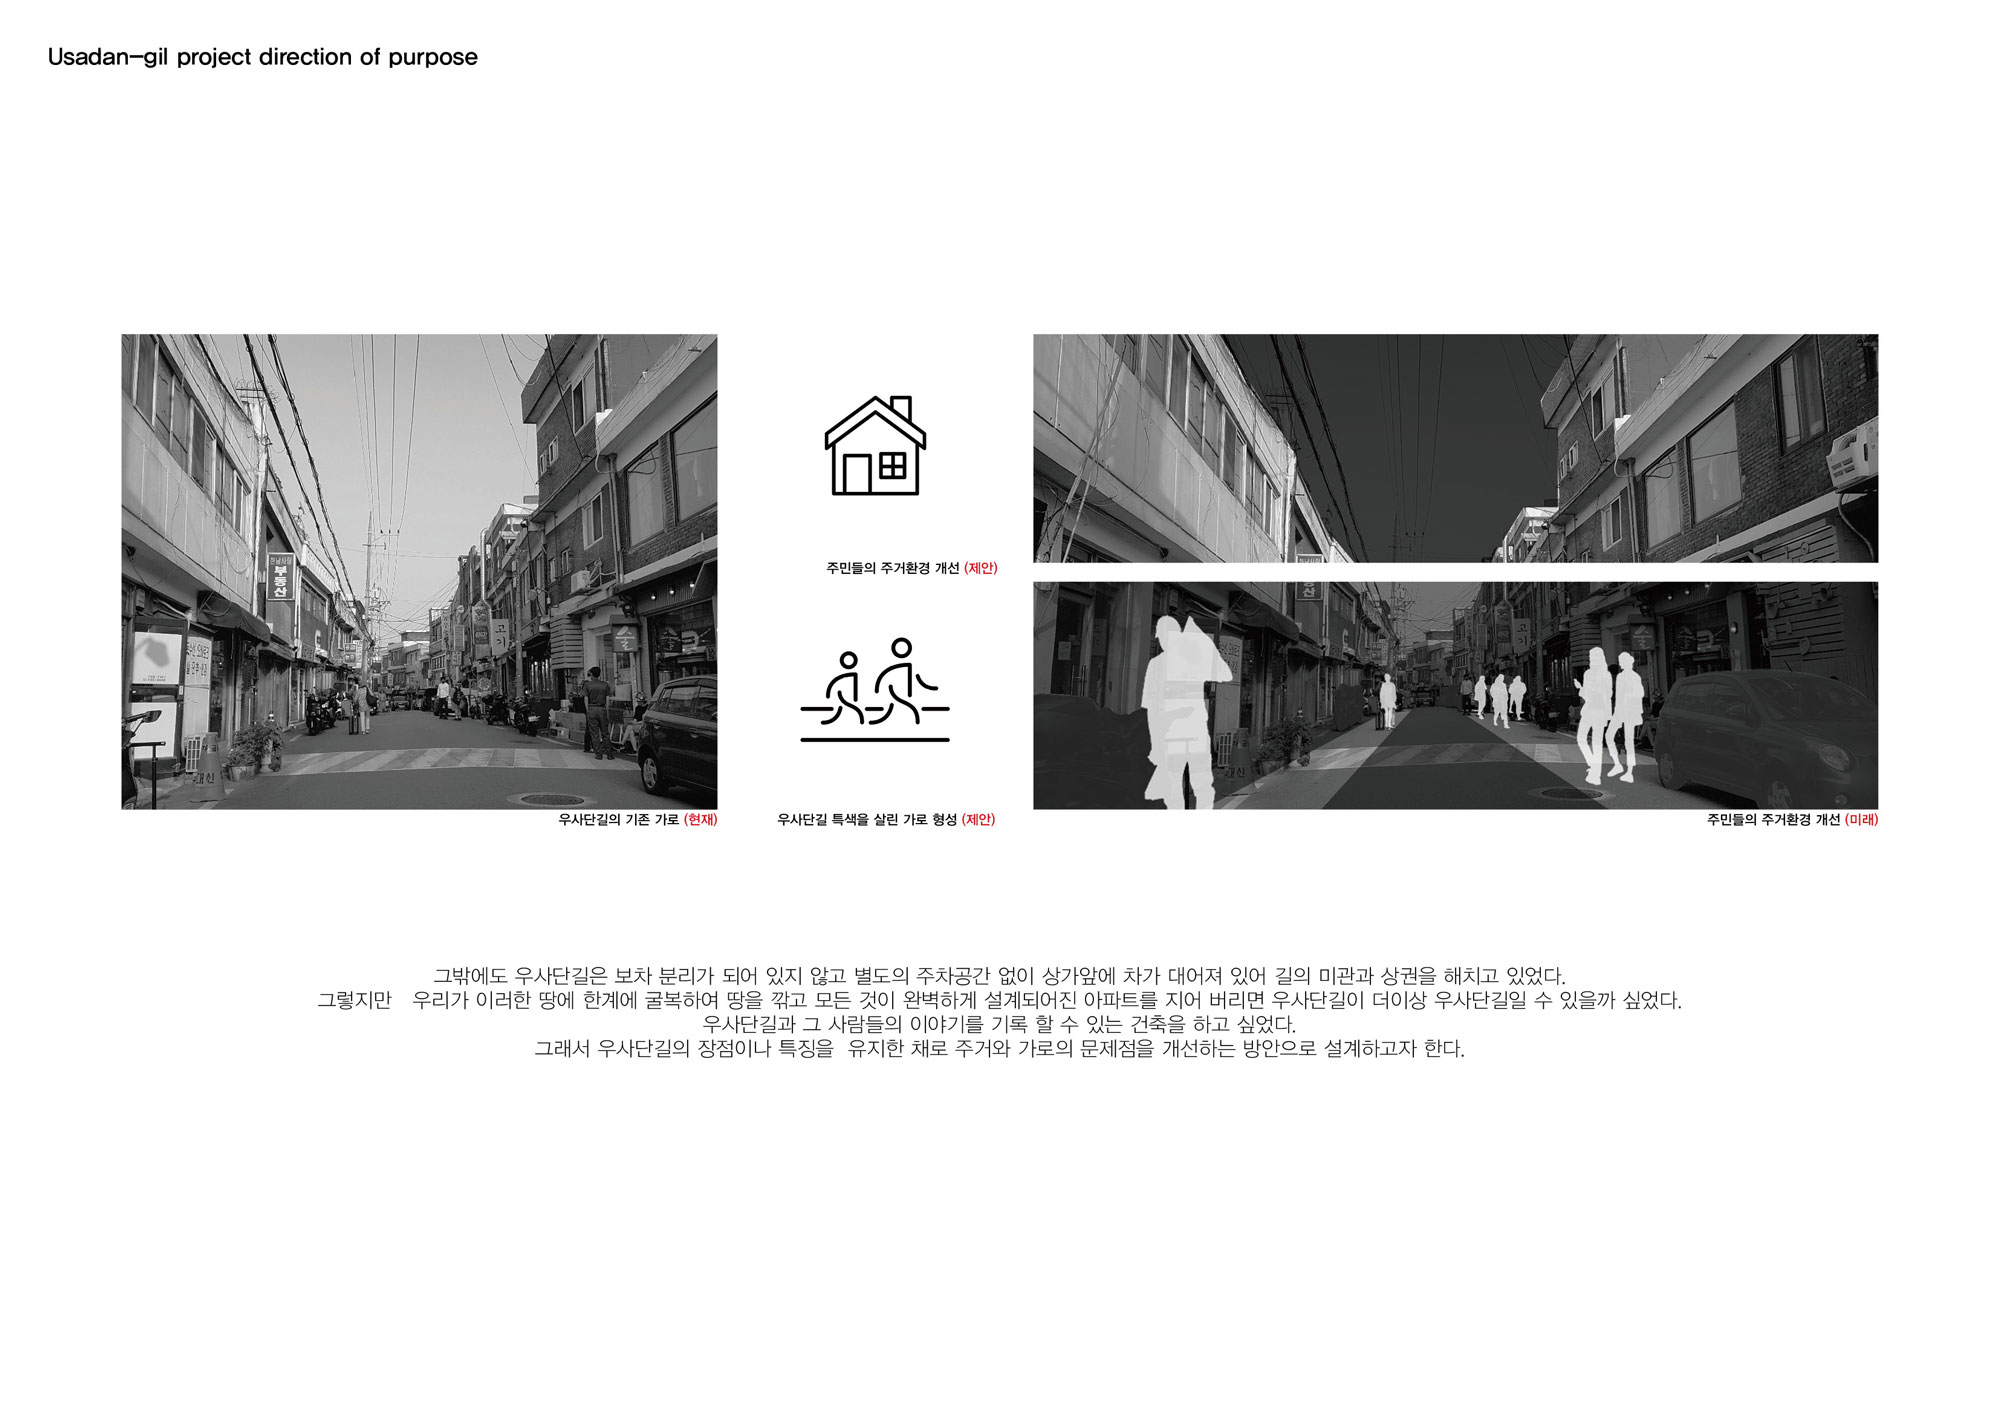 Usadan-gil project direction of purpose
부동산
고기
술
주민들의 주거환경 개선 (제안)
우사단길의 기존 가로 (현재)
우사단길 특색을 살린 가로 형성 (제안)
주민들의 주거환경 개선 (미래)
그밖에도 우사단길은 보차 분리가 되어 있지 않고 별도의 주차공간 없이 상가앞에 차가 대어져 있어 길의 미관과 상권을 해치고 있었다.
그렇지만 우리가 이러한 땅에 한계에 굴복하여 땅을 깎고 모든 것이 완벽하게 설계되어진 아파트를 지어 버리면 우사단길이 더이상 우사단길일 수 있을까 싶었다.
우사단길과 그 사람들의 이야기를 기록 할 수 있는 건축을 하고 싶었다.
그래서 우사단길의 장점이나 특징을 유지한 채로 주거와 가로의 문제점을 개선하는 방안으로 설계하고자 한다.